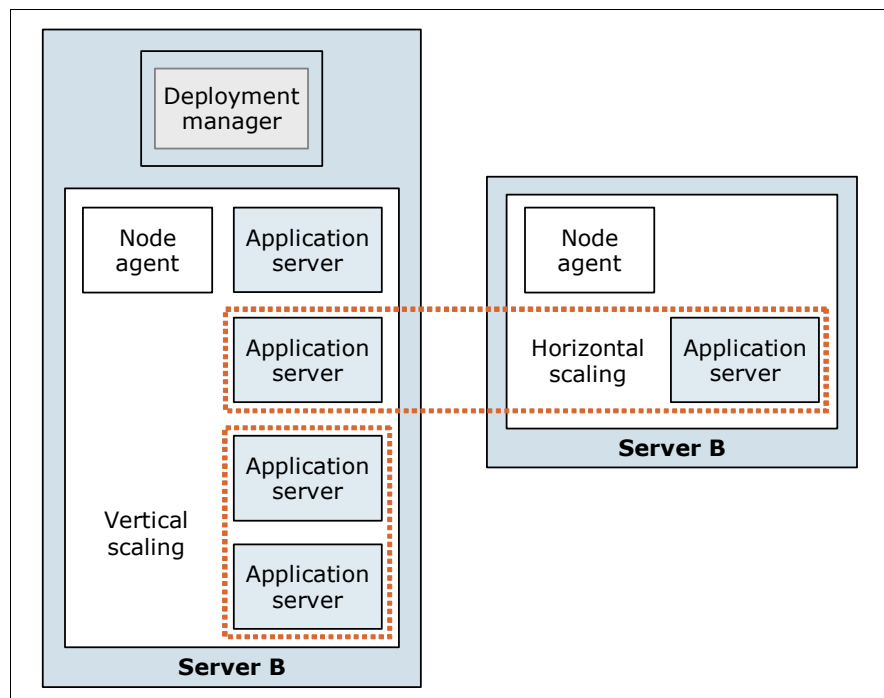 Deployment
manager
Node
agent
Application
server
Application
server
Application
server
Vertical
scaling
Application
server
Server B
Node
agent
Horizontal
scaling
Application
server
Server B